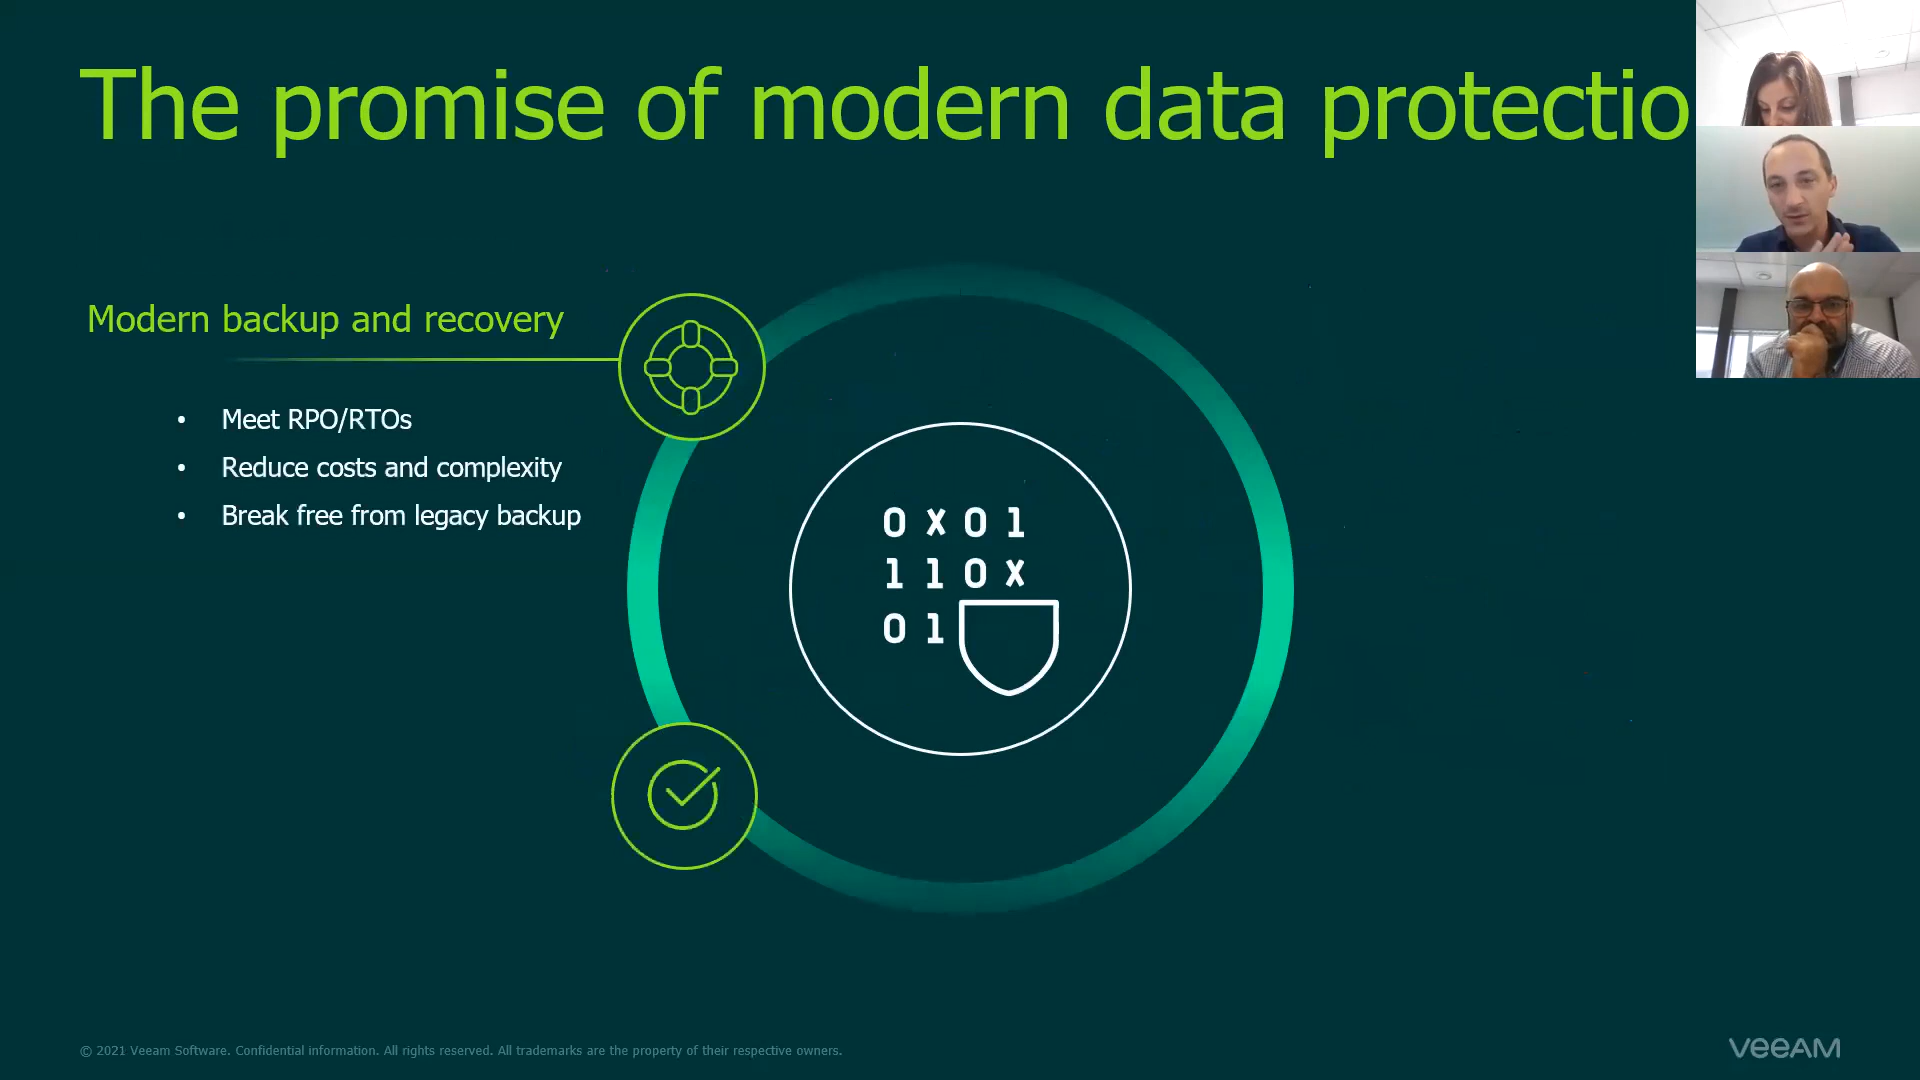 The promise of modern data protectio
Modern backup and recovery
• Meet RPO/RTOs
• Reduce costs and complexity
• Break free from legacy backup
0 x 0 1
1 1 0 x
0 1
© 2021 Veeam Software. Confidential information. All rights reserved. All trademarks are the property of their respective owners.
veeAM